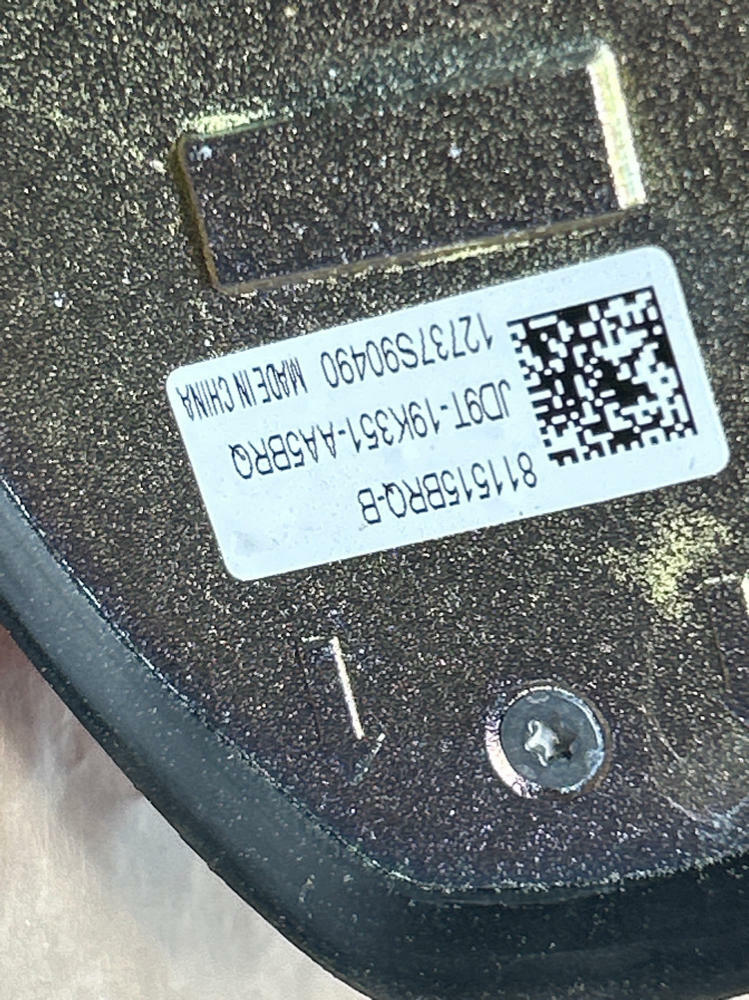 811515BRQ-B
JD9T-19K351-AA5BRQ
12737S90490 MADE IN CHINA